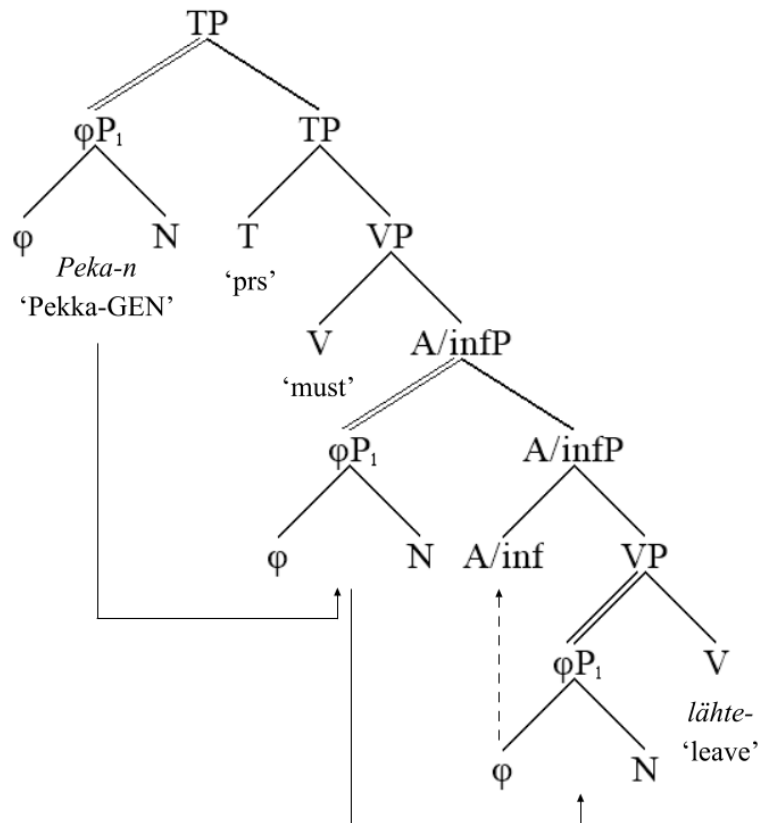 TP
φP₁ TP
φ N T VP
Peka-n
‘Pekka-GEN’ ‘prs’
V A/infP
‘must’
φP₁ A/infP
φ N A/inf VP
φP₁ V
lähte-
‘leave’
φ N